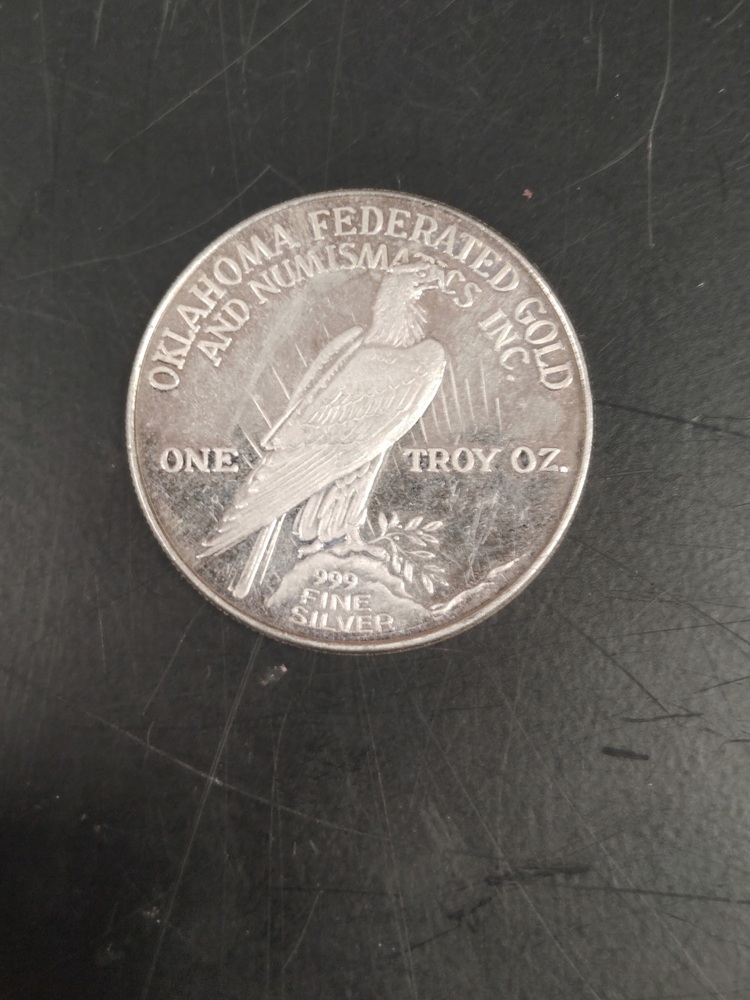 OKLAHOMA FEDERATED GOLD
AND NUMISMATICS INC.
ONE TROY OZ.
999
FINE
SILVER